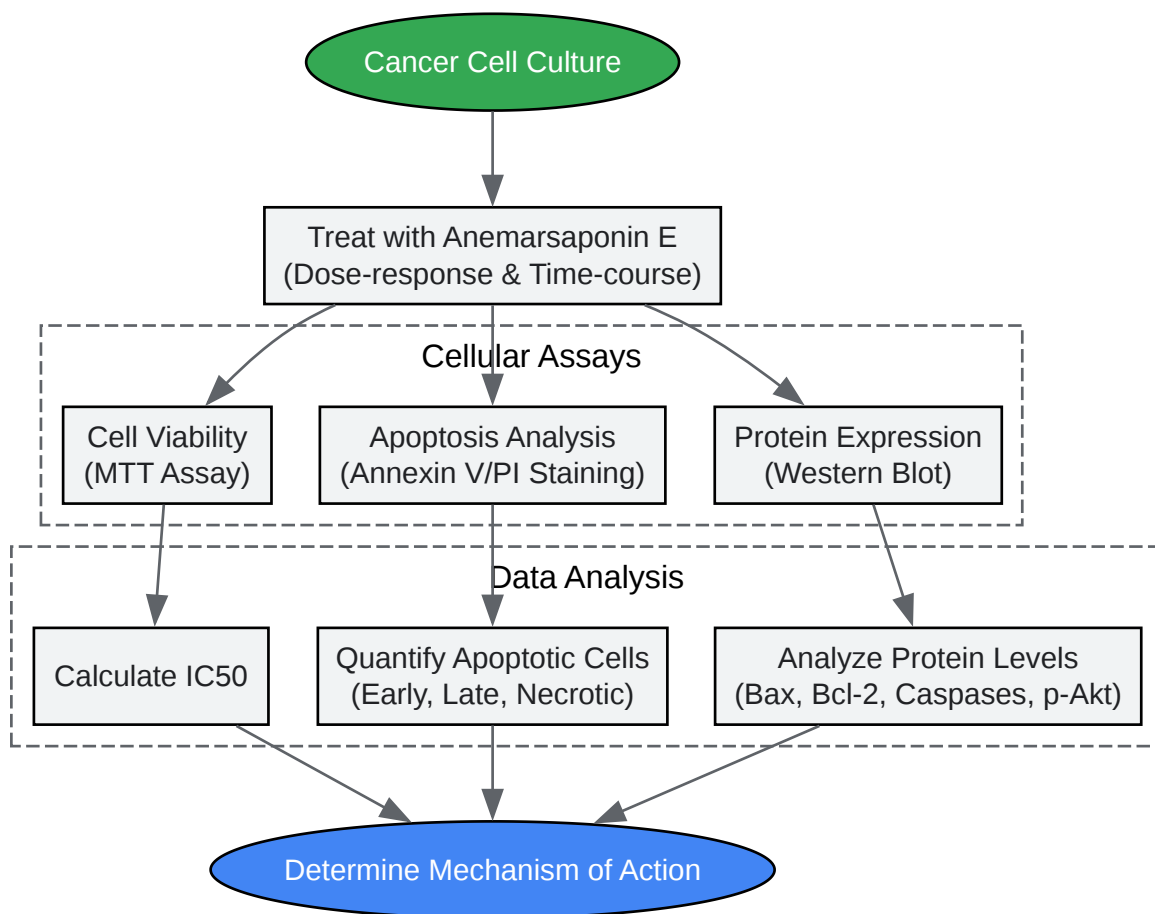 Cancer Cell Culture
Treat with Anemarsaponin E
(Dose-response & Time-course)
Cellular Assays
Cell Viability
(MTT Assay)
Apoptosis Analysis
(Annexin V/PI Staining)
Protein Expression
(Western Blot)
Data Analysis
Calculate IC50
Quantify Apoptotic Cells
(Early, Late, Necrotic)
Analyze Protein Levels
(Bax, Bcl-2, Caspases, p-Akt)
Determine Mechanism of Action